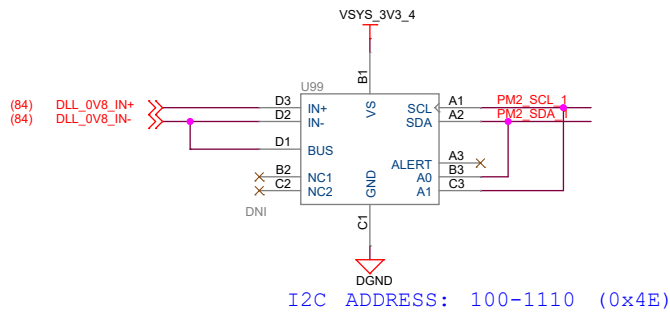 VSYS_3V3_4
B1
U99
(84) DLL_0V8_IN+ D3 IN+ VS SCL A1 PM2_SCL_1
(84) DLL_0V8_IN- D2 IN- SDA A2 PM2_SDA_1
D1 BUS
ALERT A3
B2 NC1 GND A0 B3
C2 NC2 A1 C3
DNI
C1
DGND
I2C ADDRESS: 100-1110 (0x4E)